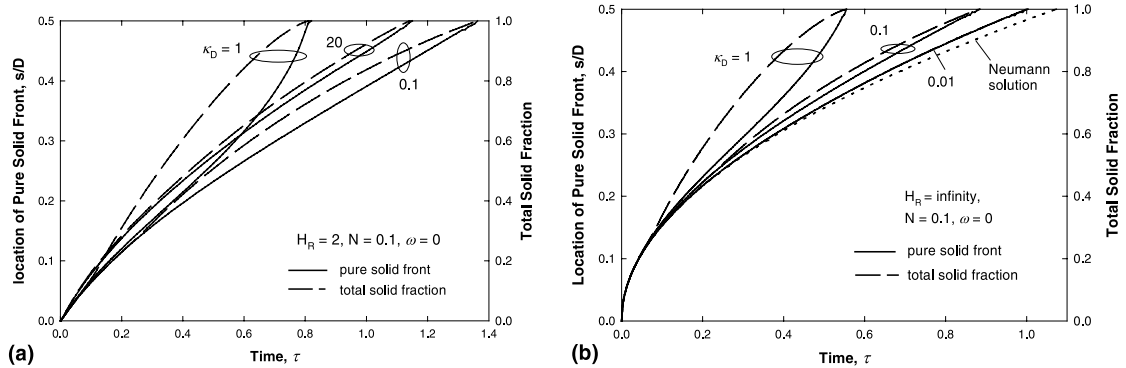 location of Pure Solid Front, s/D
0.5
0.4
0.3
0.2
0.1
0.0
0.0 0.2 0.4 0.6 0.8 1.0 1.2 1.4
Time, τ
(a)
κD = 1
20
0.1
H_R = 2, N = 0.1, ω = 0
pure solid front
total solid fraction
1.0
0.8
0.6
0.4
0.2
0.0
Total Solid Fraction
Location of Pure Solid Front, s/D
0.5
0.4
0.3
0.2
0.1
0.0
0.0 0.2 0.4 0.6 0.8 1.0
Time, τ
(b)
κD = 1
0.1
0.01
Neumann
solution
H_R = infinity,
N = 0.1, ω = 0
pure solid front
total solid fraction
1.0
0.8
0.6
0.4
0.2
0.0
Total Solid Fraction